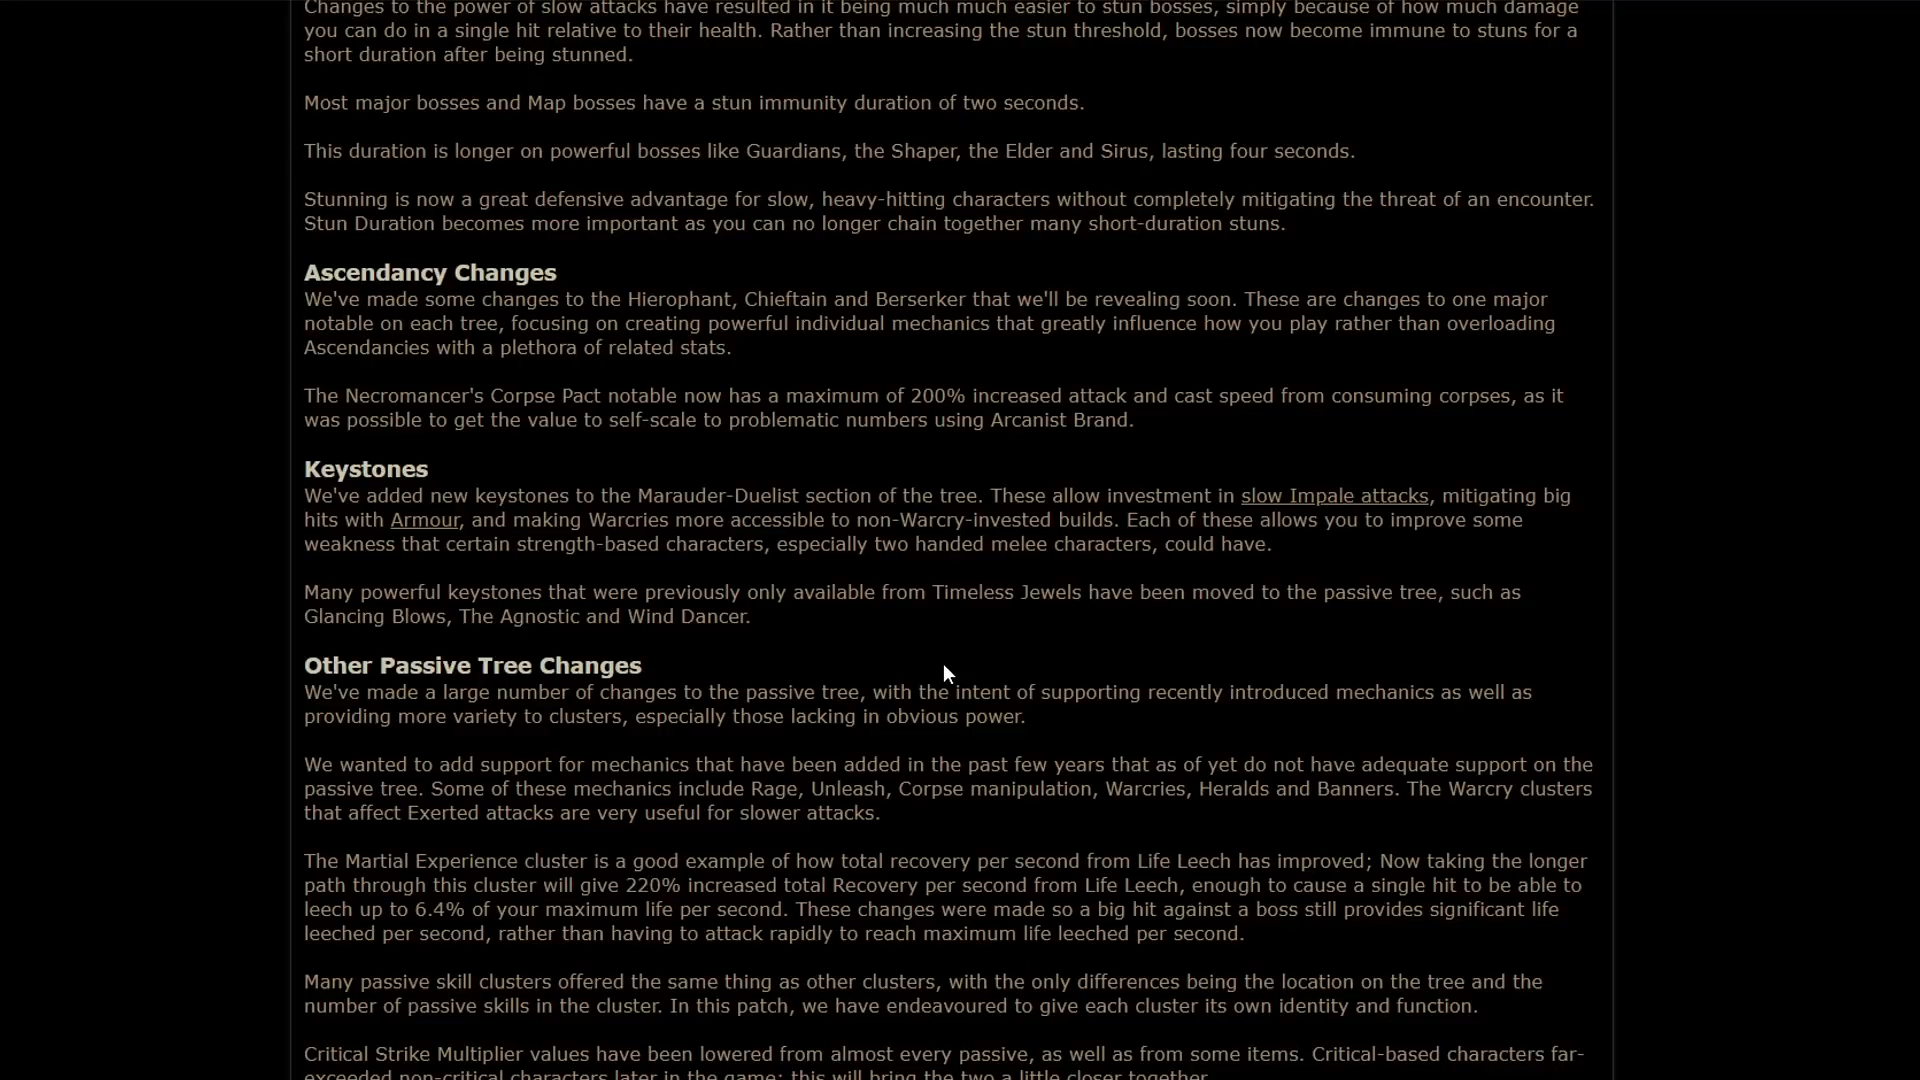 Changes to the power of slow attacks have resulted in it being much much easier to stun bosses, simply because of how much damage
you can do in a single hit relative to their health. Rather than increasing the stun threshold, bosses now become immune to stuns for a
short duration after being stunned.
Most major bosses and Map bosses have a stun immunity duration of two seconds.
This duration is longer on powerful bosses like Guardians, the Shaper, the Elder and Sirus, lasting four seconds.
Stunning is now a great defensive advantage for slow, heavy-hitting characters without completely mitigating the threat of an encounter.
Stun Duration becomes more important as you can no longer chain together many short-duration stuns.
Ascendancy Changes
We've made some changes to the Hierophant, Chieftain and Berserker that we'll be revealing soon. These are changes to one major
notable on each tree, focusing on creating powerful individual mechanics that greatly influence how you play rather than overloading
Ascendancies with a plethora of related stats.
The Necromancer's Corpse Pact notable now has a maximum of 200% increased attack and cast speed from consuming corpses, as it
was possible to get the value to self-scale to problematic numbers using Arcanist Brand.
Keystones
We've added new keystones to the Marauder-Duelist section of the tree. These allow investment in slow Impale attacks, mitigating big
hits with Armour, and making Warcries more accessible to non-Warcry-invested builds. Each of these allows you to improve some
weakness that certain strength-based characters, especially two handed melee characters, could have.
Many powerful keystones that were previously only available from Timeless Jewels have been moved to the passive tree, such as
Glancing Blows, The Agnostic and Wind Dancer.
Other Passive Tree Changes
We've made a large number of changes to the passive tree, with the intent of supporting recently introduced mechanics as well as
providing more variety to clusters, especially those lacking in obvious power.
We wanted to add support for mechanics that have been added in the past few years that as of yet do not have adequate support on the
passive tree. Some of these mechanics include Rage, Unleash, Corpse manipulation, Warcries, Heralds and Banners. The Warcry clusters
that affect Exerted attacks are very useful for slower attacks.
The Martial Experience cluster is a good example of how total recovery per second from Life Leech has improved; Now taking the longer
path through this cluster will give 220% increased total Recovery per second from Life Leech, enough to cause a single hit to be able to
leech up to 6.4% of your maximum life per second. These changes were made so a big hit against a boss still provides significant life
leeched per second, rather than having to attack rapidly to reach maximum life leeched per second.
Many passive skill clusters offered the same thing as other clusters, with the only differences being the location on the tree and the
number of passive skills in the cluster. In this patch, we have endeavoured to give each cluster its own identity and function.
Critical Strike Multiplier values have been lowered from almost every passive, as well as from some items. Critical-based characters far-
exceeded non-critical characters later in the game; this will bring the two a little closer together.